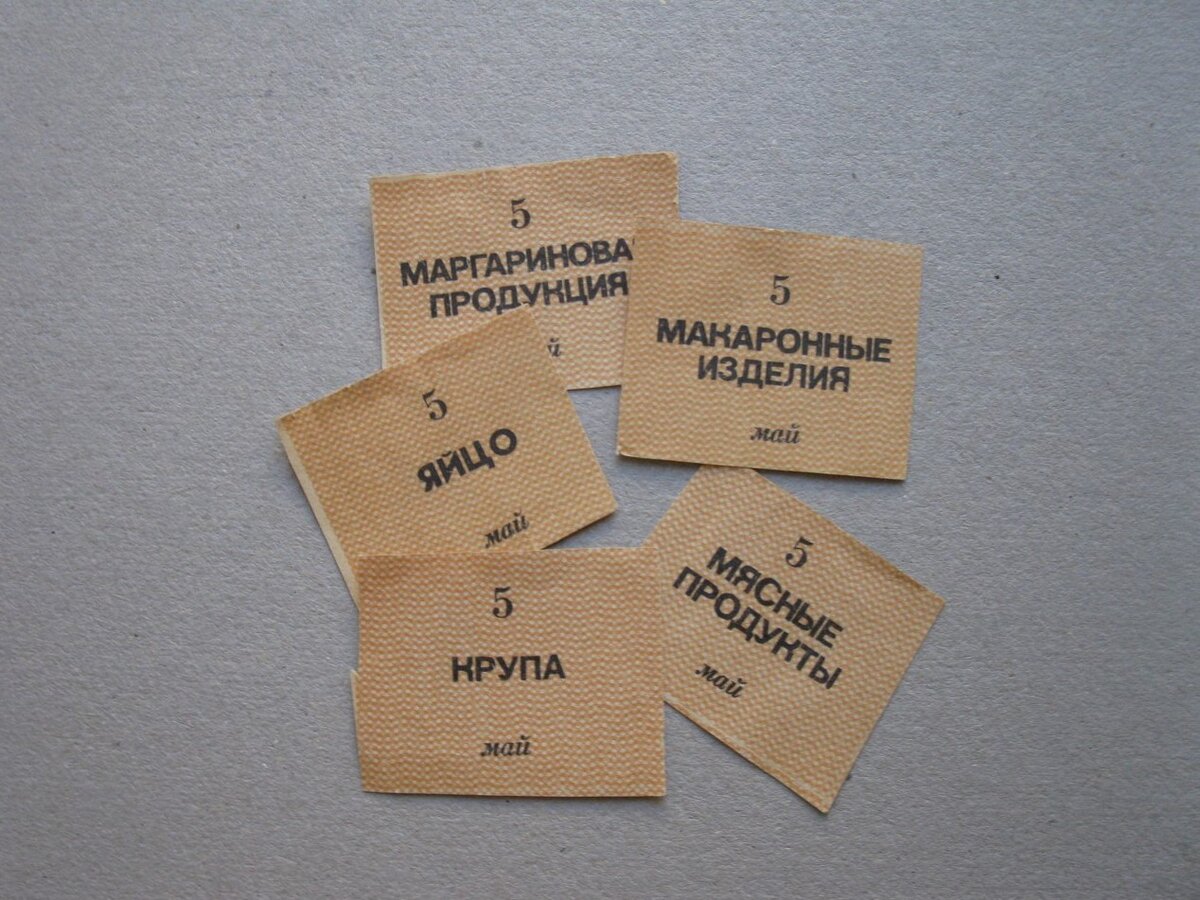 5
МАРГАРИНОВА
ПРОДУКЦИЯ
й
5
МАКАРОННЫЕ
ИЗДЕЛИЯ
май
5
ЯЙЦО
май
5
МЯСНЫЕ
ПРОДУКТЫ
май
5
КРУПА
май